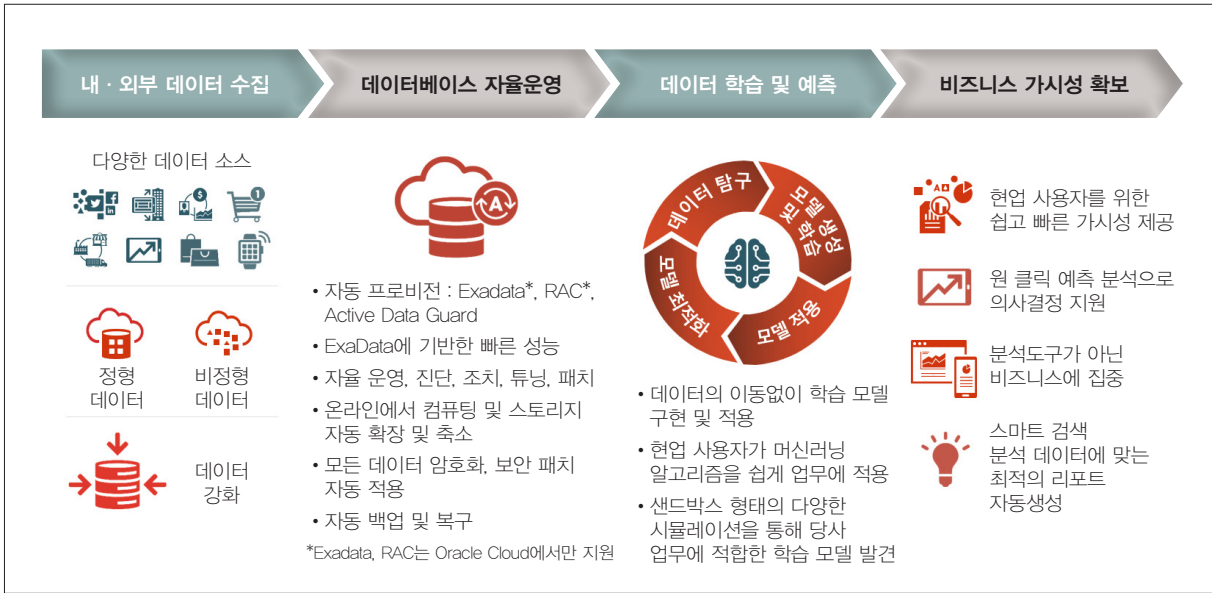 내 · 외부 데이터 수집
데이터베이스 자율운영
데이터 학습 및 예측
비즈니스 가시성 확보
다양한 데이터 소스
정형
데이터
비정형
데이터
데이터
강화
• 자동 프로비전 : Exadata*, RAC*,
Active Data Guard
• ExaData에 기반한 빠른 성능
• 자율 운영, 진단, 조치, 튜닝, 패치
• 온라인에서 컴퓨팅 및 스토리지
자동 확장 및 축소
• 모든 데이터 암호화, 보안 패치
자동 적용
• 자동 백업 및 복구
*Exadata, RAC는 Oracle Cloud에서만 지원
데이터 탐구
모델 생성
및 학습
모델 적용
모델 최적화
• 데이터의 이동없이 학습 모델
구현 및 적용
• 현업 사용자가 머신러닝
알고리즘을 쉽게 업무에 적용
• 샌드박스 형태의 다양한
시뮬레이션을 통해 당사
업무에 적합한 학습 모델 발견
현업 사용자를 위한
쉽고 빠른 가시성 제공
원 클릭 예측 분석으로
의사결정 지원
분석도구가 아닌
비즈니스에 집중
스마트 검색
분석 데이터에 맞는
최적의 리포트
자동생성